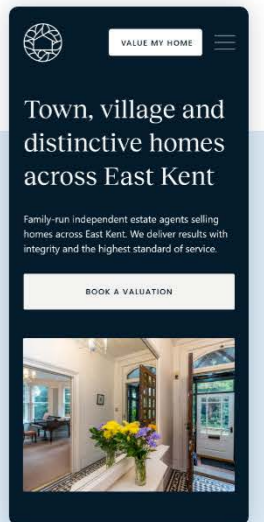 VALUE MY HOME
Town, village and
distinctive homes
across East Kent
Family-run independent estate agents selling
homes across East Kent. We deliver results with
integrity and the highest standard of service.
BOOK A VALUATION